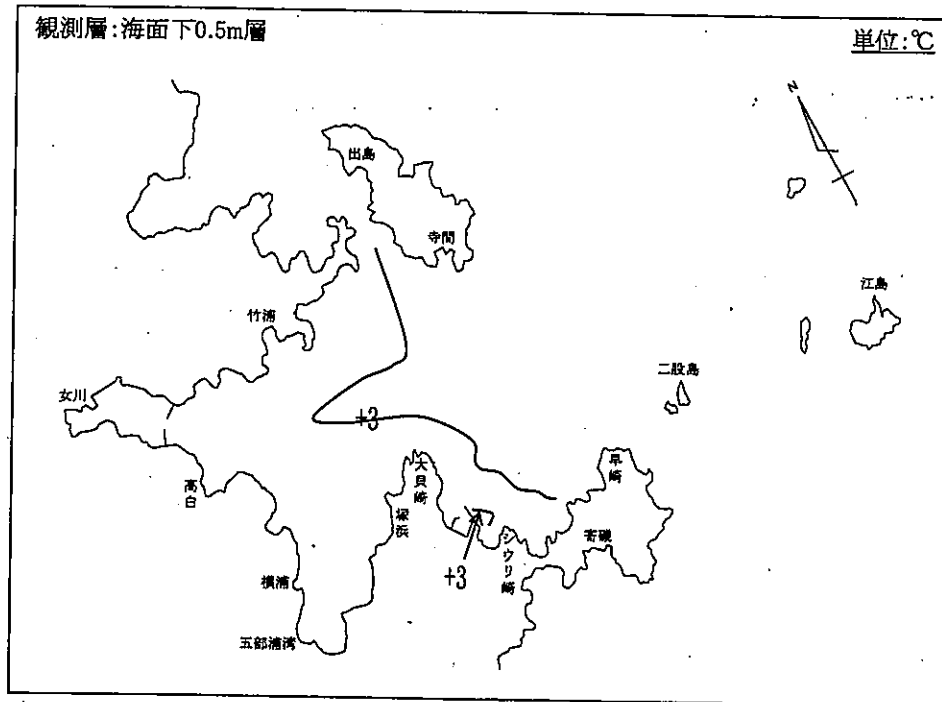 観測層:海面下0.5m層
単位:℃
N
出島
寺間
江島
竹浦
二股島
女川
+3
大貝崎
早崎
高白
塚浜
シウリ崎
寄磯
+3
横浦
五部浦湾